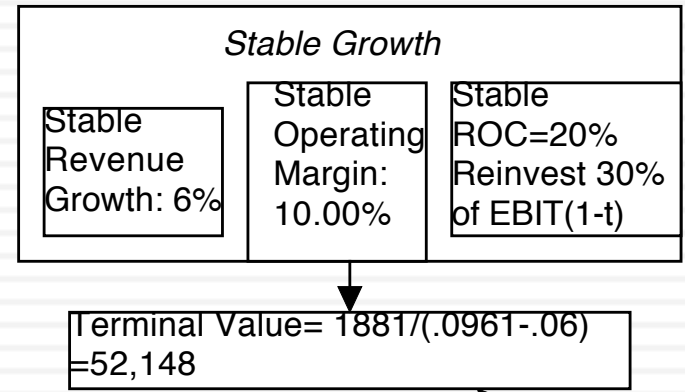 Stable Growth
Stable
Revenue
Growth: 6%
Stable
Operating
Margin:
10.00%
Stable
ROC=20%
Reinvest 30%
of EBIT(1-t)
Terminal Value= 1881/(.0961-.06)
=52,148